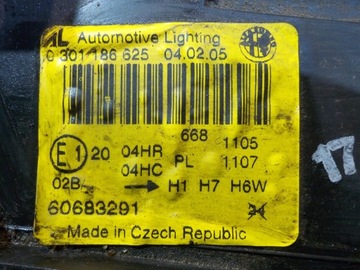 AL Automotive Lighting
0 301 186 625 04.02.05
668 1105
E1 20 04HR PL 1107
04HC
02B → H1 H7 H6W
60683291 34
Made in Czech Republic
17